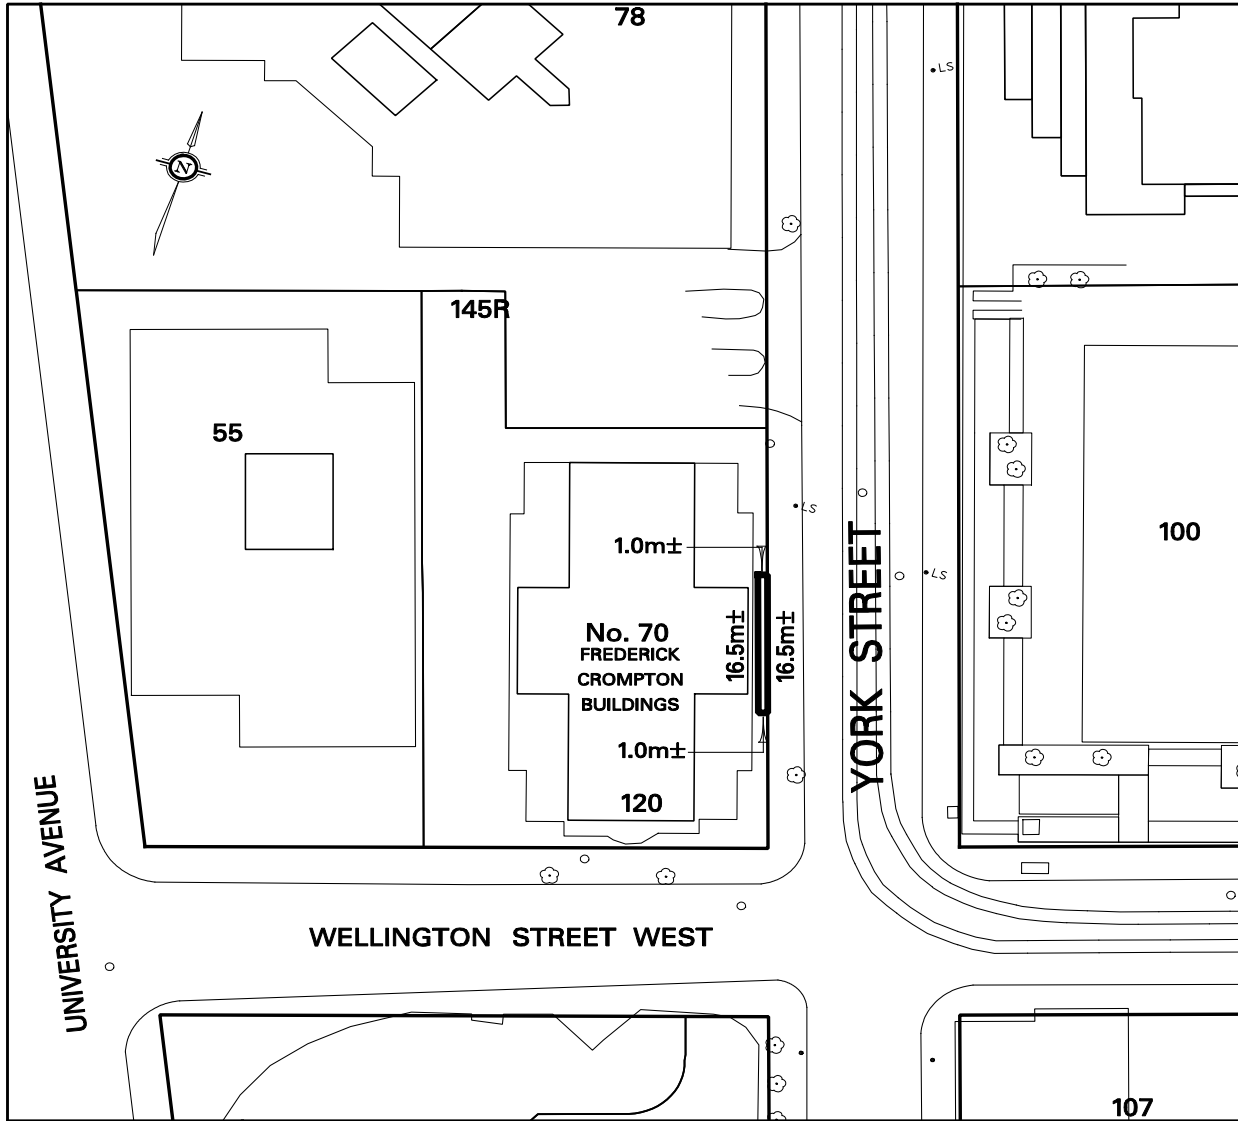 78
LS
N
145R
55
LS
1.0m±
YORK STREET
100
LS
No. 70
FREDERICK
CROMPTON
BUILDINGS
16.5m±
16.5m±
1.0m±
120
UNIVERSITY AVENUE
WELLINGTON STREET WEST
107